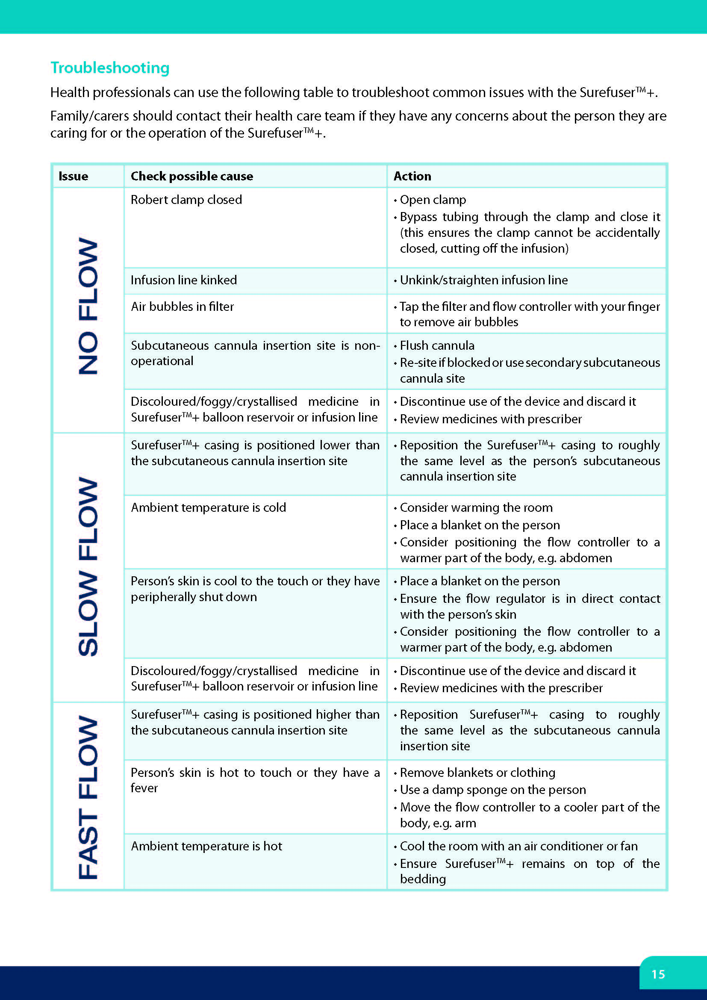 Troubleshooting
Health professionals can use the following table to troubleshoot common issues with the Surefuser™+.
Family/carers should contact their health care team if they have any concerns about the person they are
caring for or the operation of the Surefuser™+.
Issue
Check possible cause
Action
NO FLOW
Robert clamp closed
• Open clamp
• Bypass tubing through the clamp and close it
(this ensures the clamp cannot be accidentally
closed, cutting off the infusion)
Infusion line kinked
• Unkink/straighten infusion line
Air bubbles in filter
• Tap the filter and flow controller with your finger
to remove air bubbles
Subcutaneous cannula insertion site is non-
operational
• Flush cannula
• Re-site if blocked or use secondary subcutaneous
cannula site
Discoloured/foggy/crystallised medicine in
Surefuser™+ balloon reservoir or infusion line
• Discontinue use of the device and discard it
• Review medicines with prescriber
SLOW FLOW
Surefuser™+ casing is positioned lower than
the subcutaneous cannula insertion site
• Reposition the Surefuser™+ casing to roughly
the same level as the person’s subcutaneous
cannula insertion site
Ambient temperature is cold
• Consider warming the room
• Place a blanket on the person
• Consider positioning the flow controller to a
warmer part of the body, e.g. abdomen
Person’s skin is cool to the touch or they have
peripherally shut down
• Place a blanket on the person
• Ensure the flow regulator is in direct contact
with the person’s skin
• Consider positioning the flow controller to a
warmer part of the body, e.g. abdomen
Discoloured/foggy/crystallised medicine in
Surefuser™+ balloon reservoir or infusion line
• Discontinue use of the device and discard it
• Review medicines with the prescriber
FAST FLOW
Surefuser™+ casing is positioned higher than
the subcutaneous cannula insertion site
• Reposition Surefuser™+ casing to roughly
the same level as the subcutaneous cannula
insertion site
Person’s skin is hot to touch or they have a
fever
• Remove blankets or clothing
• Use a damp sponge on the person
• Move the flow controller to a cooler part of the
body, e.g. arm
Ambient temperature is hot
• Cool the room with an air conditioner or fan
• Ensure Surefuser™+ remains on top of the
bedding
15